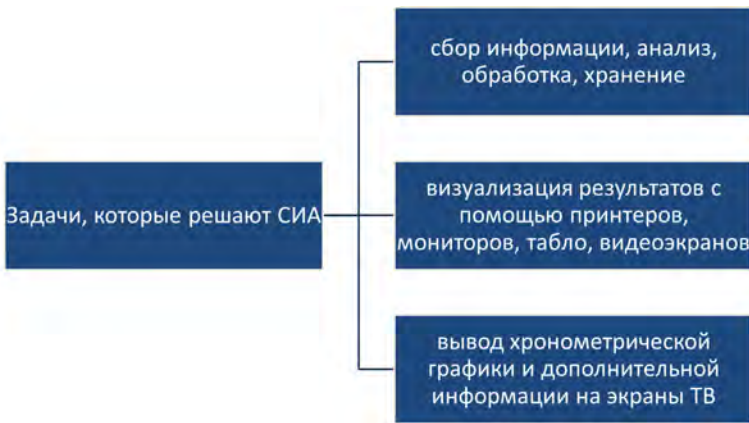 сбор информации, анализ,
обработка, хранение
Задачи, которые решают СИА
визуализация результатов с
помощью принтеров,
мониторов, табло, видеоэкранов
вывод хронометрической
графики и дополнительной
информации на экраны ТВ